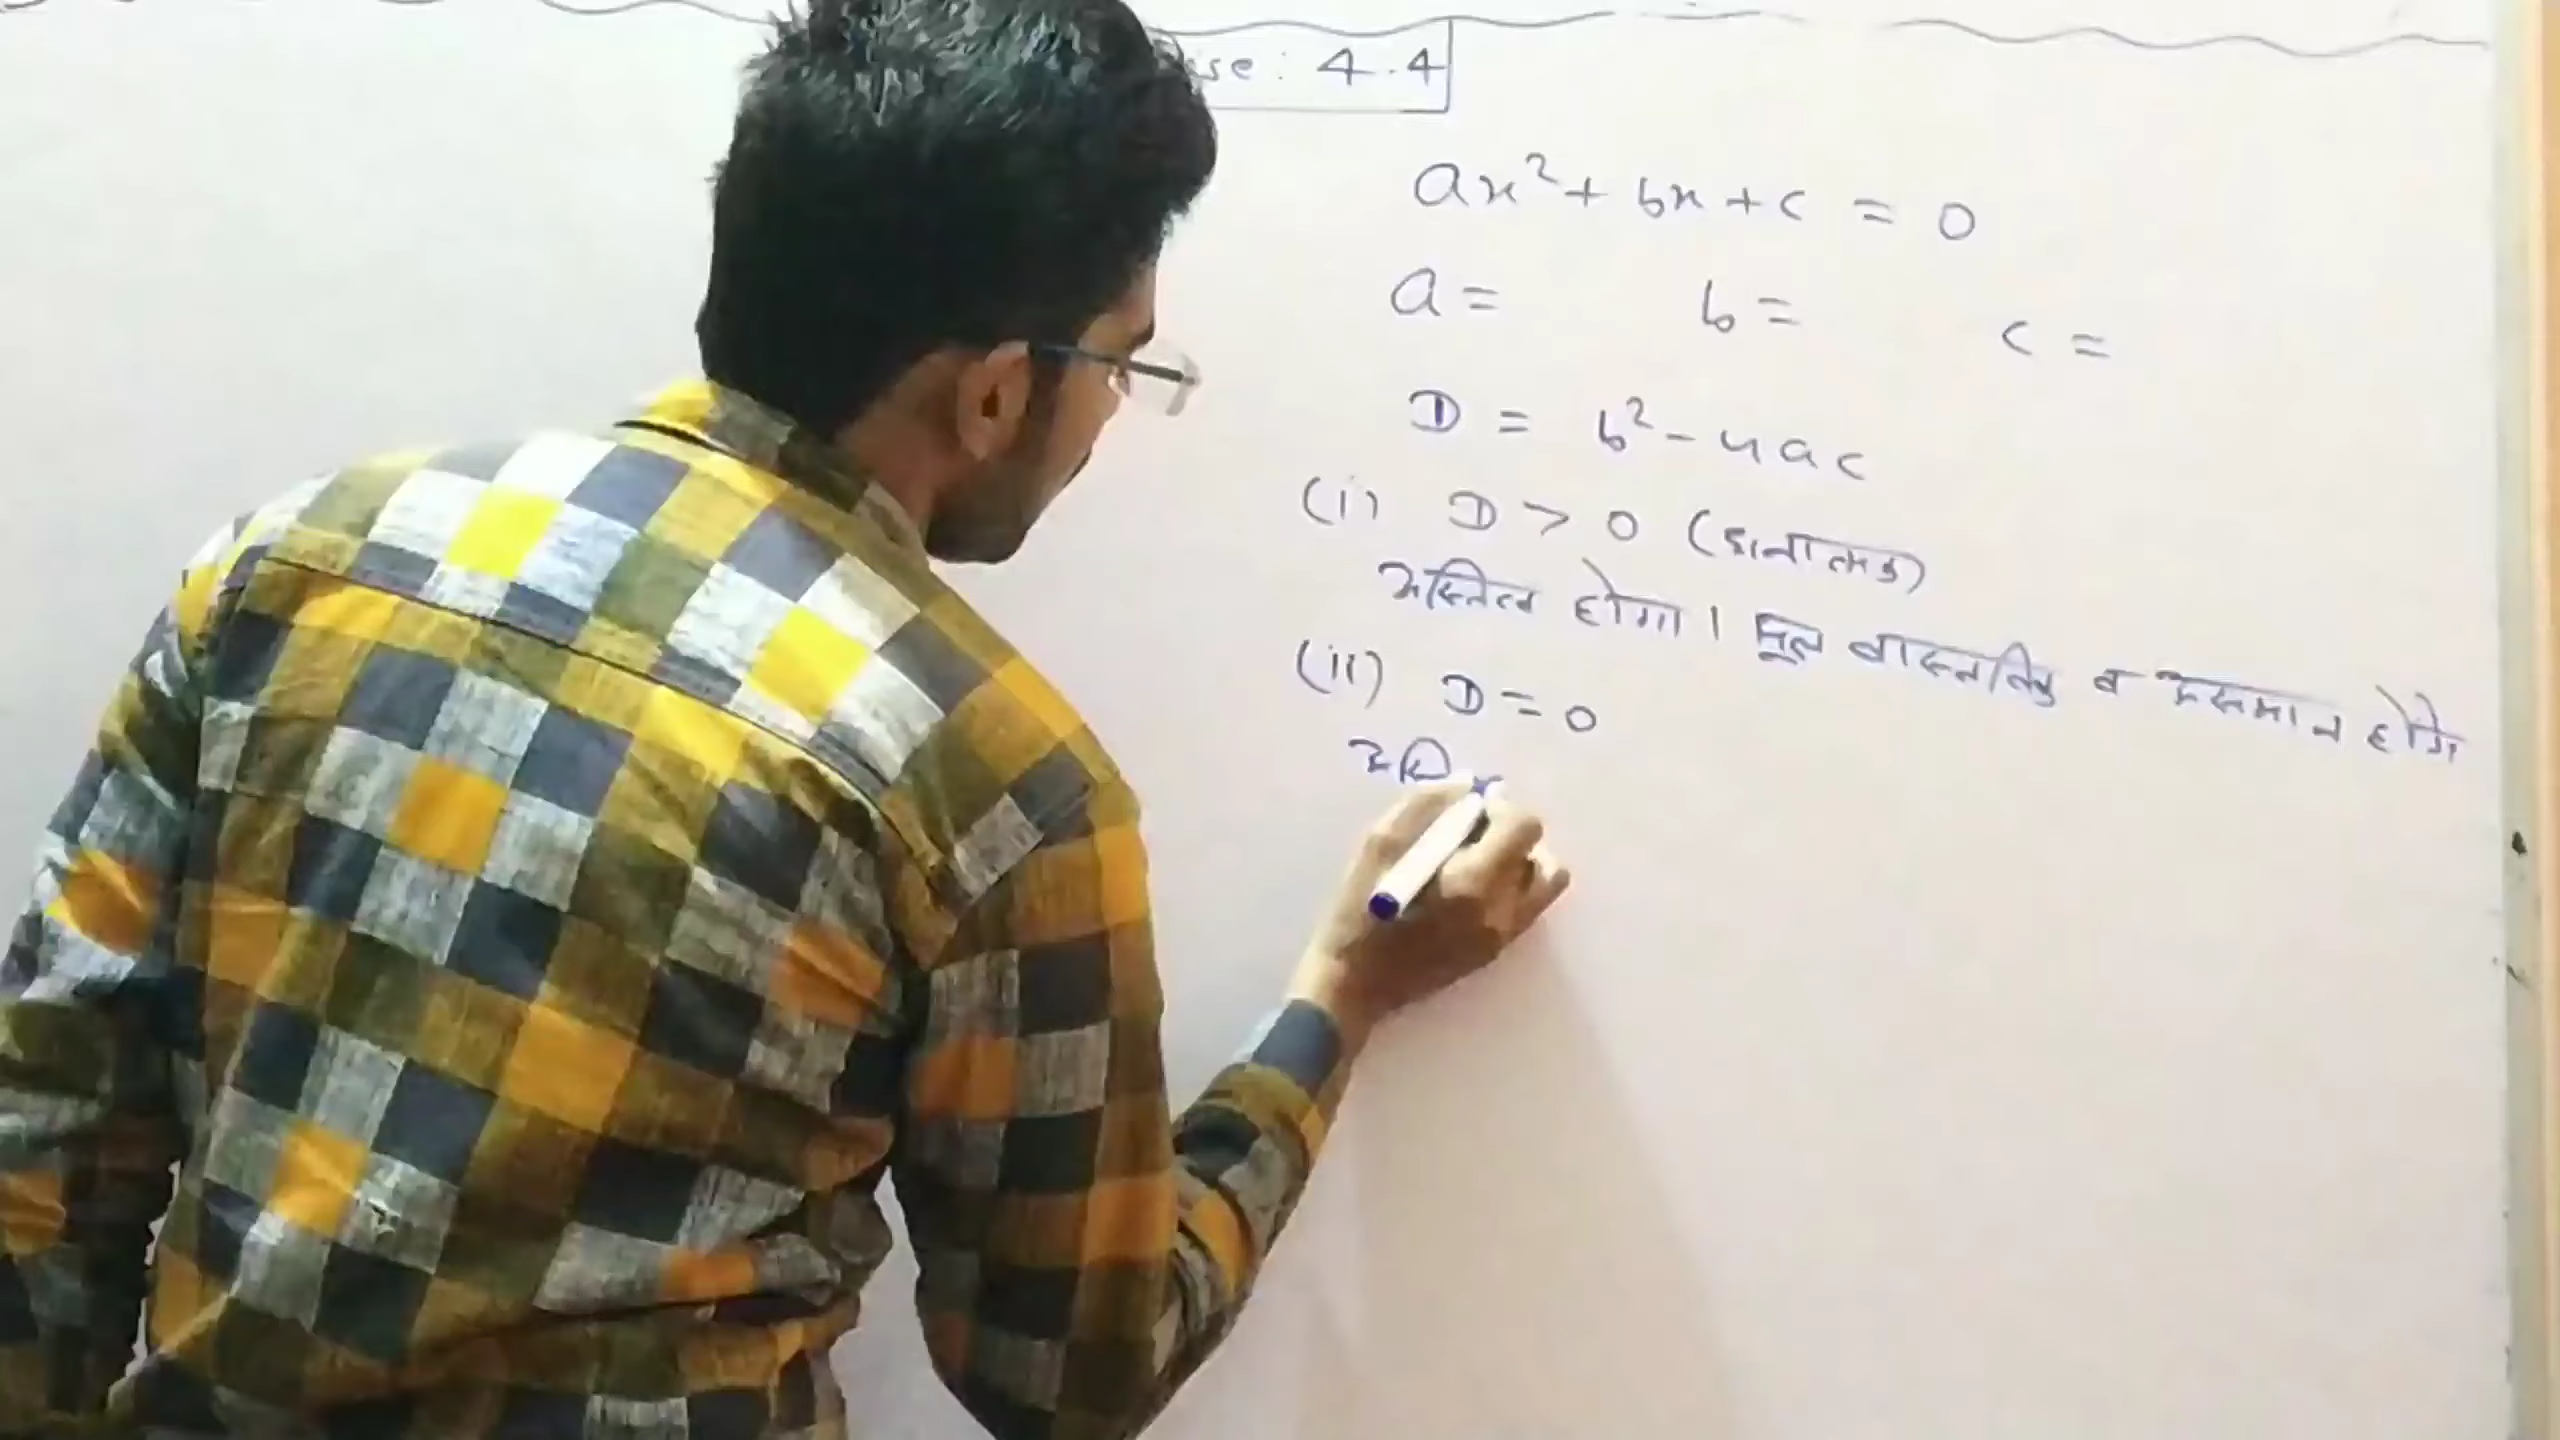 se : 4.4
ax² + bx + c = 0
a = b = c =
D = b² - 4ac
(i) D > 0 (धनात्मक)
अस्तित्व होगा। मूल वास्तविक व असमान होंगे
(ii) D = 0